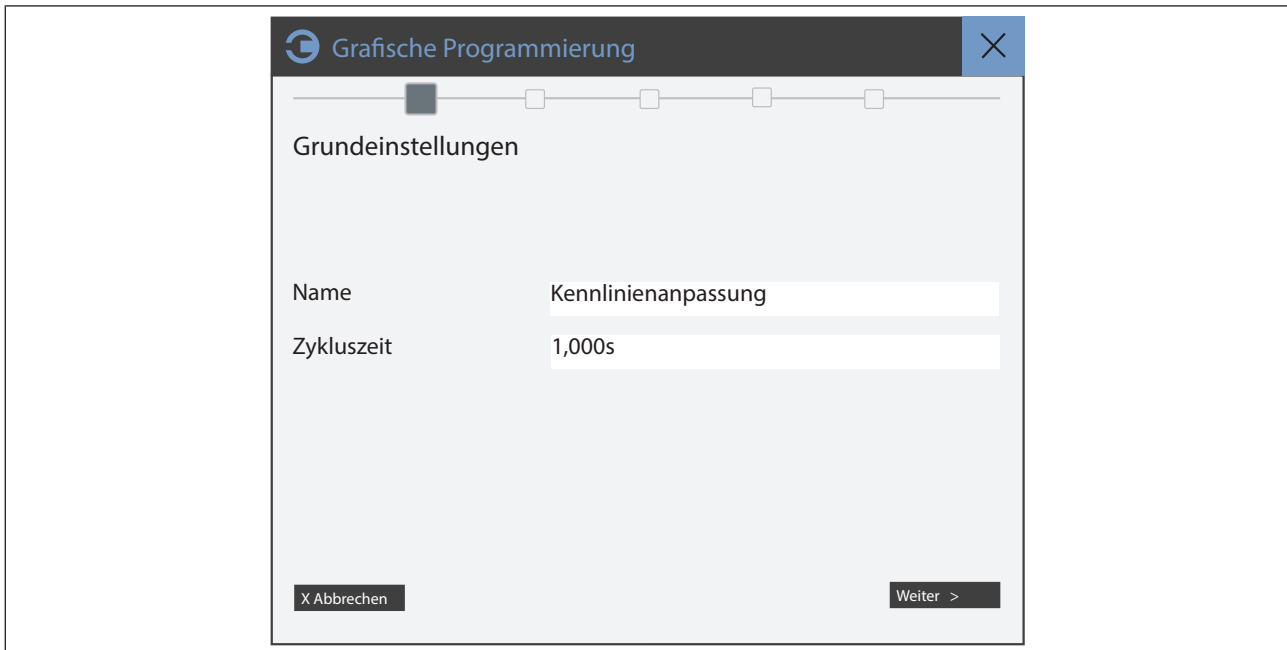 Grafische Programmierung
Grundeinstellungen
Name Kennlinienanpassung
Zykluszeit 1,000s
X Abbrechen Weiter >